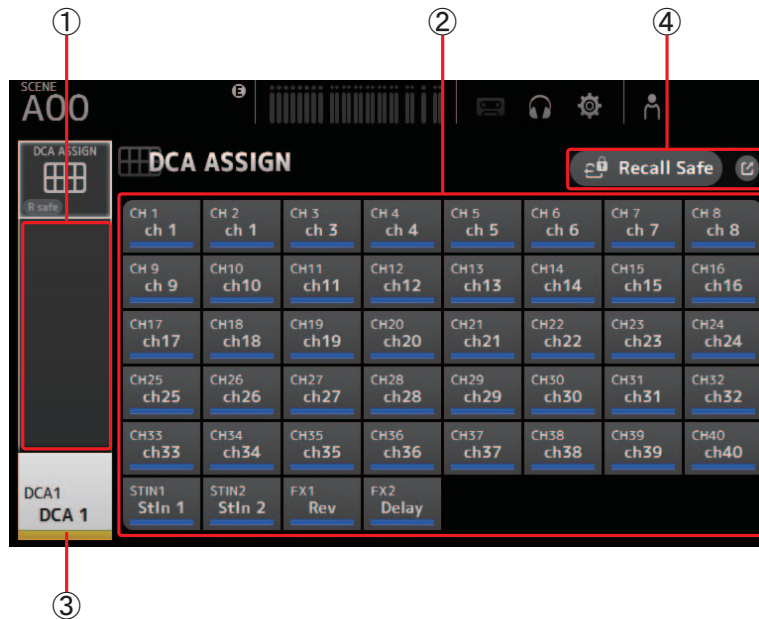 ① ② ④
SCENE
A00
E
DCA ASSIGN
R safe
DCA ASSIGN
Recall Safe
CH 1 CH 2 CH 3 CH 4 CH 5 CH 6 CH 7 CH 8
ch 1 ch 1 ch 3 ch 4 ch 5 ch 6 ch 7 ch 8
CH 9 CH10 CH11 CH12 CH13 CH14 CH15 CH16
ch 9 ch10 ch11 ch12 ch13 ch14 ch15 ch16
CH17 CH18 CH19 CH20 CH21 CH22 CH23 CH24
ch17 ch18 ch19 ch20 ch21 ch22 ch23 ch24
CH25 CH26 CH27 CH28 CH29 CH30 CH31 CH32
ch25 ch26 ch27 ch28 ch29 ch30 ch31 ch32
CH33 CH34 CH35 CH36 CH37 CH38 CH39 CH40
ch33 ch34 ch35 ch36 ch37 ch38 ch39 ch40
STIN1 STIN2 FX1 FX2
StIn 1 StIn 2 Rev Delay
DCA1
DCA 1
③